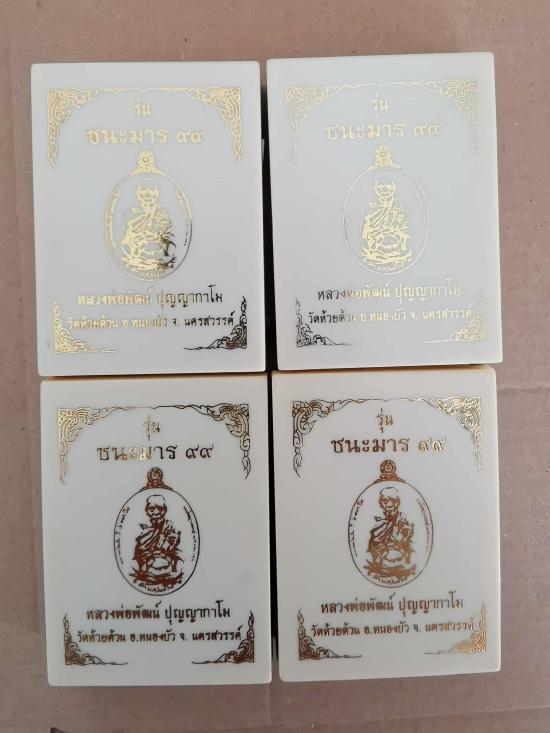 รุ่น
ชนะมาร ๙๙
หลวงพ่อพัฒน์ ปุญญากาโม
วัดห้วยด้วน อ.หนองบัว จ. นครสวรรค์
รุ่น
ชนะมาร ๙๙
หลวงพ่อพัฒน์ ปุญญากาโม
วัดห้วยด้วน อ.หนองบัว จ. นครสวรรค์
รุ่น
ชนะมาร ๙๙
หลวงพ่อพัฒน์ ปุญญากาโม
วัดห้วยด้วน อ.หนองบัว จ. นครสวรรค์
รุ่น
ชนะมาร ๙๙
หลวงพ่อพัฒน์ ปุญญากาโม
วัดห้วยด้วน อ.หนองบัว จ. นครสวรรค์